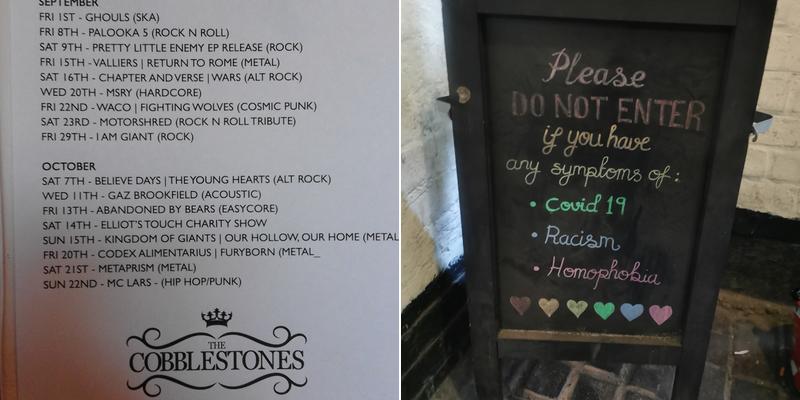 SEPTEMBER
FRI 1ST - GHOULS (SKA)
FRI 8TH - PALOOKA 5 (ROCK N ROLL)
SAT 9TH - PRETTY LITTLE ENEMY EP RELEASE (ROCK)
FRI 15TH - VALLIERS | RETURN TO ROME (METAL)
SAT 16TH - CHAPTER AND VERSE | WARS (ALT ROCK)
WED 20TH - MSRY (HARDCORE)
FRI 22ND - WACO | FIGHTING WOLVES (COSMIC PUNK)
SAT 23RD - MOTORSHRED (ROCK N ROLL TRIBUTE)
FRI 29TH - I AM GIANT (ROCK)
OCTOBER
SAT 7TH - BELIEVE DAYS | THE YOUNG HEARTS (ALT ROCK)
WED 11TH - GAZ BROOKFIELD (ACOUSTIC)
FRI 13TH - ABANDONED BY BEARS (EASYCORE)
SAT 14TH - ELLIOT'S TOUCH CHARITY SHOW
SUN 15TH - KINGDOM OF GIANTS | OUR HOLLOW, OUR HOME (METAL
FRI 20TH - CODEX ALIMENTARIUS | FURYBORN (METAL_
SAT 21ST - METAPRISM (METAL)
SUN 22ND - MC LARS - (HIP HOP/PUNK)
THE
COBBLESTONES
Please
DO NOT ENTER
if you have
any symptoms of:
• Covid 19
• Racism
• Homophobia